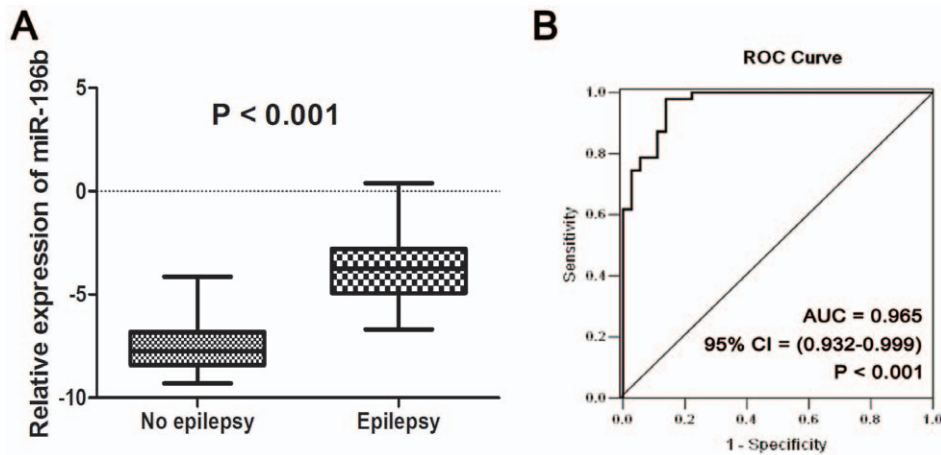 A
Relative expression of miR-196b
5
0
-5
-10
P < 0.001
No epilepsy
Epilepsy
B
ROC Curve
Sensitivity
1.0
0.8
0.6
0.4
0.2
0.0
AUC = 0.965
95% CI = (0.932-0.999)
P < 0.001
0.0 0.2 0.4 0.6 0.8 1.0
1 - Specificity